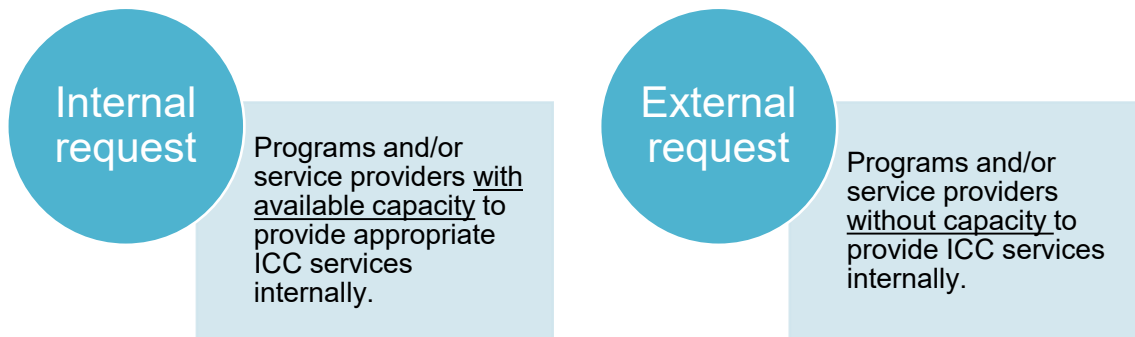 Internal
request
Programs and/or
service providers with
available capacity to
provide appropriate
ICC services
internally.
External
request
Programs and/or
service providers
without capacity to
provide ICC services
internally.